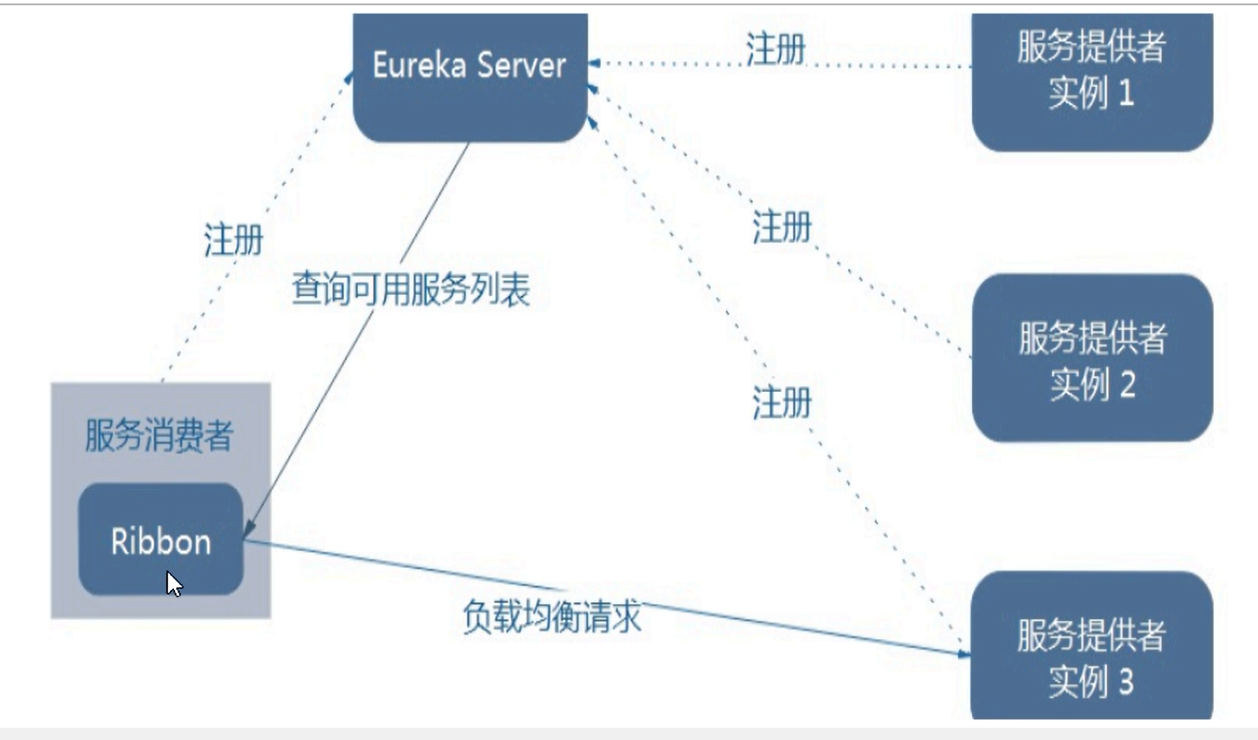 Eureka Server
注册
服务提供者
实例 1
注册
注册
查询可用服务列表
服务提供者
实例 2
注册
服务消费者
Ribbon
负载均衡请求
服务提供者
实例 3